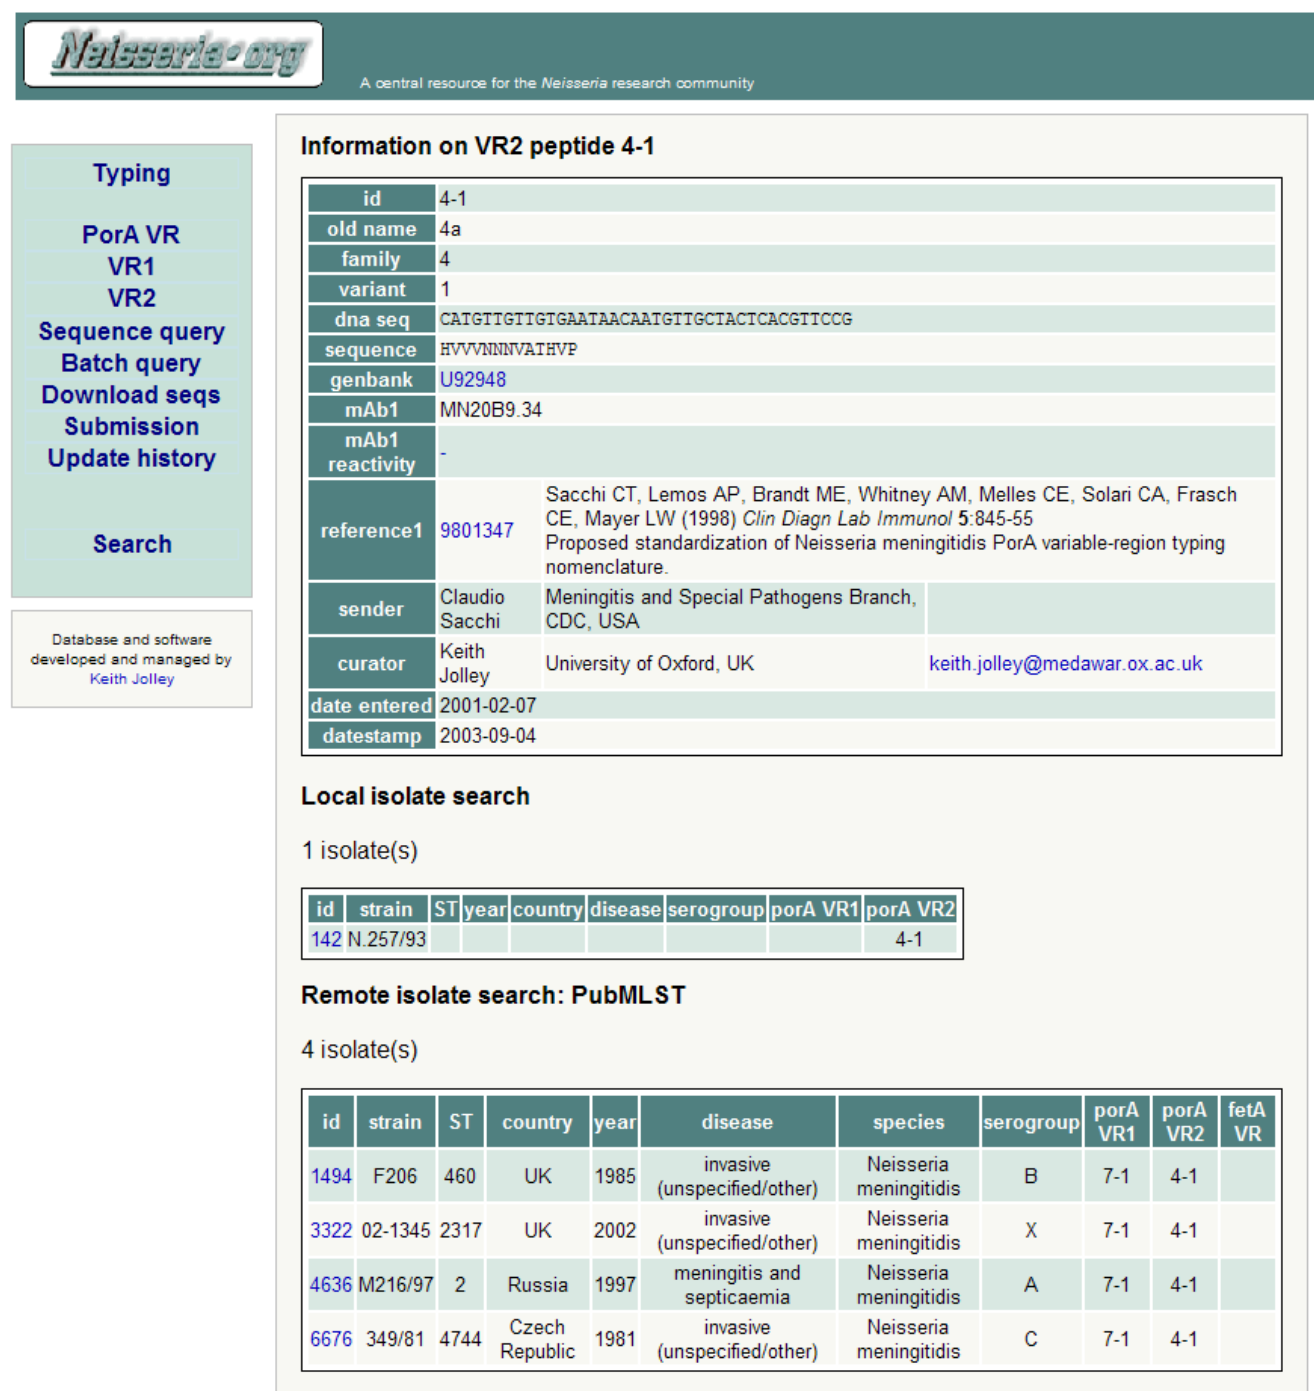 Neisseria•org
A central resource for the Neisseria research community
Typing
PorA VR
VR1
VR2
Sequence query
Batch query
Download seqs
Submission
Update history
Search
Database and software
developed and managed by
Keith Jolley
Information on VR2 peptide 4-1
id 4-1
old name 4a
family 4
variant 1
dna seq CATGTTGTTGTGAATAACAATGTTGCTACTCACGTTCCG
sequence HVVVNNNVATHVP
genbank U92948
mAb1 MN20B9.34
mAb1
reactivity -
reference1 9801347
Sacchi CT, Lemos AP, Brandt ME, Whitney AM, Melles CE, Solari CA, Frasch
CE, Mayer LW (1998) Clin Diagn Lab Immunol 5:845-55
Proposed standardization of Neisseria meningitidis PorA variable-region typing
nomenclature.
sender
Claudio
Sacchi
Meningitis and Special Pathogens Branch,
CDC, USA
curator
Keith
Jolley
University of Oxford, UK
keith.jolley@medawar.ox.ac.uk
date entered 2001-02-07
datestamp 2003-09-04
Local isolate search
1 isolate(s)
id strain ST year country disease serogroup porA VR1 porA VR2
142 N.257/93 4-1
Remote isolate search: PubMLST
4 isolate(s)
id strain ST country year disease species serogroup porA VR1 porA VR2 fetA VR
1494 F206 460 UK 1985 invasive (unspecified/other) Neisseria meningitidis B 7-1 4-1
3322 02-1345 2317 UK 2002 invasive (unspecified/other) Neisseria meningitidis X 7-1 4-1
4636 M216/97 2 Russia 1997 meningitis and septicaemia Neisseria meningitidis A 7-1 4-1
6676 349/81 4744 Czech Republic 1981 invasive (unspecified/other) Neisseria meningitidis C 7-1 4-1